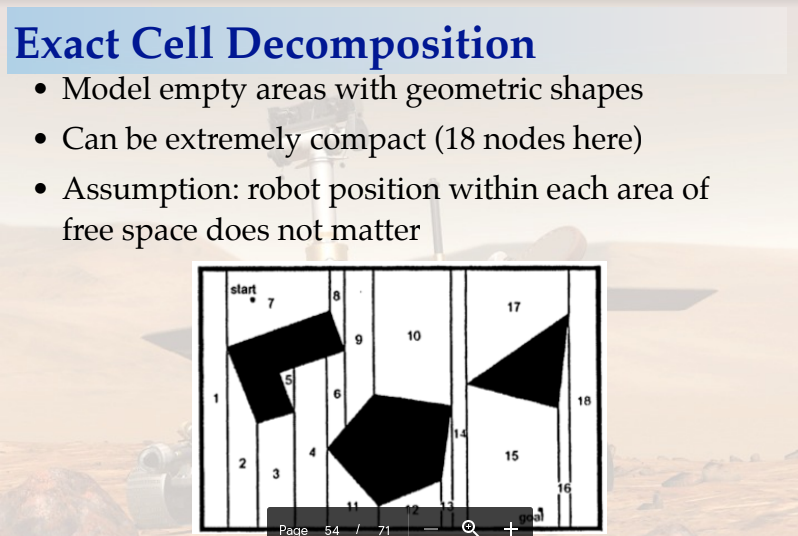 Exact Cell Decomposition
• Model empty areas with geometric shapes
• Can be extremely compact (18 nodes here)
• Assumption: robot position within each area of
free space does not matter
start
7
8
17
9
10
5
1
6
18
14
4
2
3
15
16
11
12
13
goal
Page 54 / 71